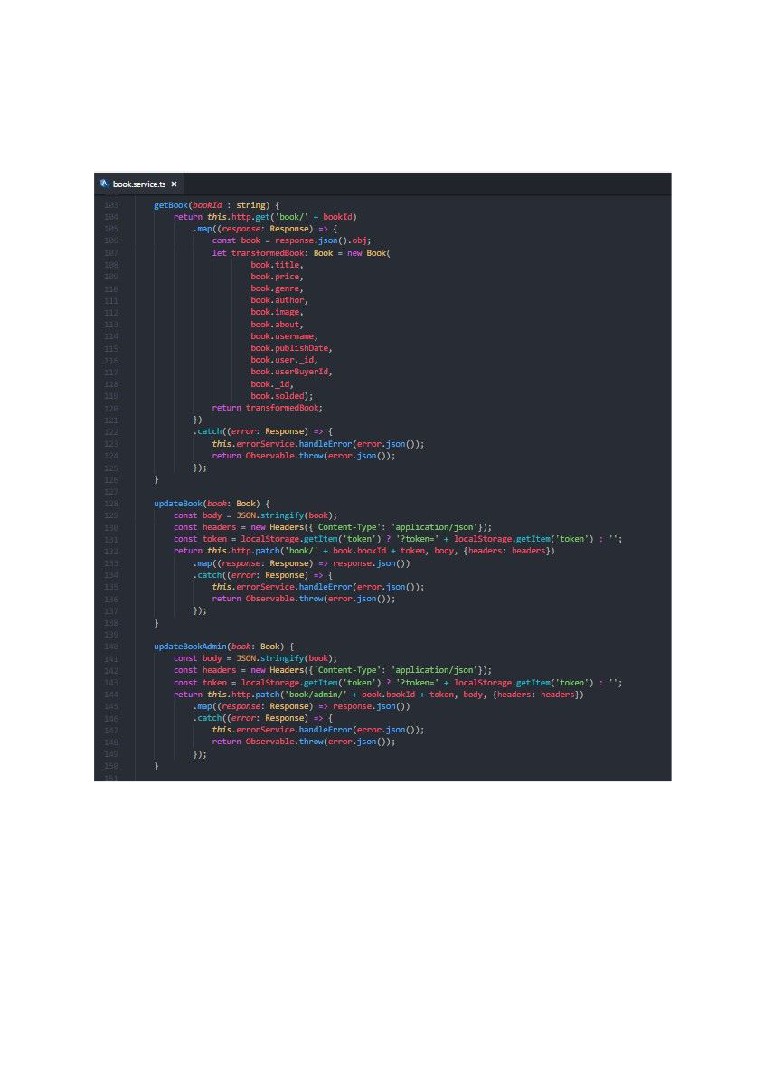 book.service.ts ×
103 getBook(bookId : string) {
104 return this.http.get('book/' + bookId)
105 .map((response: Response) => {
106 const book = response.json().obj;
107 let transformedBook: Book = new Book(
108 book.title,
109 book.price,
110 book.genre,
111 book.author,
112 book.image,
113 book.about,
114 book.username,
115 book.publishDate,
116 book.user._id,
117 book.userBuyerId,
118 book._id,
119 book.solded);
120 return transformedBook;
121 })
122 .catch((error: Response) => {
123 this.errorService.handleError(error.json());
124 return Observable.throw(error.json());
125 });
126 }
127
128 updateBook(book: Book) {
129 const body = JSON.stringify(book);
130 const headers = new Headers({'Content-Type': 'application/json'});
131 const token = localStorage.getItem('token') ? '?token=' + localStorage.getItem('token') : '';
132 return this.http.patch('book/' + book.bookId + token, body, {headers: headers})
133 .map((response: Response) => response.json())
134 .catch((error: Response) => {
135 this.errorService.handleError(error.json());
136 return Observable.throw(error.json());
137 });
138 }
139
140 updateBookAdmin(book: Book) {
141 const body = JSON.stringify(book);
142 const headers = new Headers({'Content-Type': 'application/json'});
143 const token = localStorage.getItem('token') ? '?token=' + localStorage.getItem('token') : '';
144 return this.http.patch('book/admin/' + book.bookId + token, body, {headers: headers})
145 .map((response: Response) => response.json())
146 .catch((error: Response) => {
147 this.errorService.handleError(error.json());
148 return Observable.throw(error.json());
149 });
150 }
151